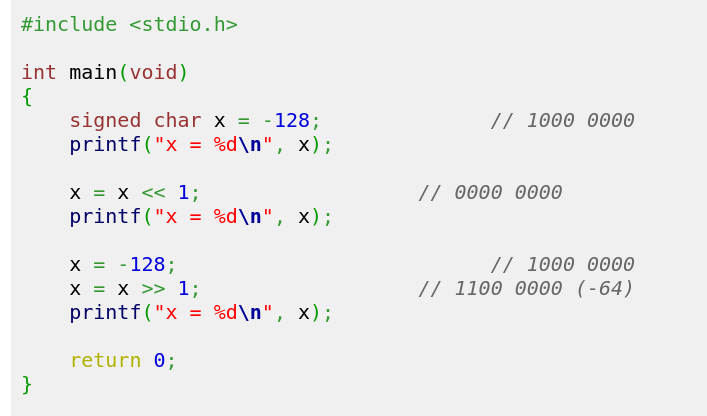 #include <stdio.h>
int main(void)
{
signed char x = -128; // 1000 0000
printf("x = %d\n", x);
x = x << 1; // 0000 0000
printf("x = %d\n", x);
x = -128; // 1000 0000
x = x >> 1; // 1100 0000 (-64)
printf("x = %d\n", x);
return 0;
}